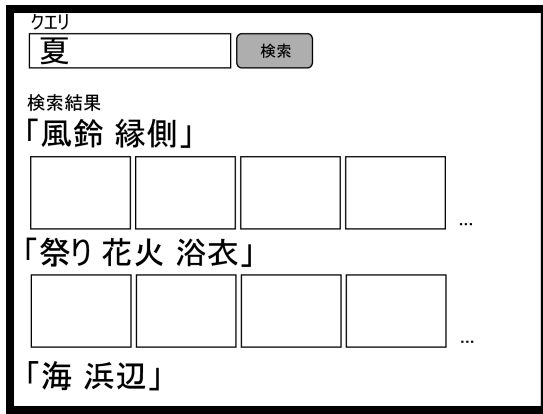 クエリ
夏 検索
検索結果
「風鈴 縁側」
...
「祭り 花火 浴衣」
...
「海 浜辺」